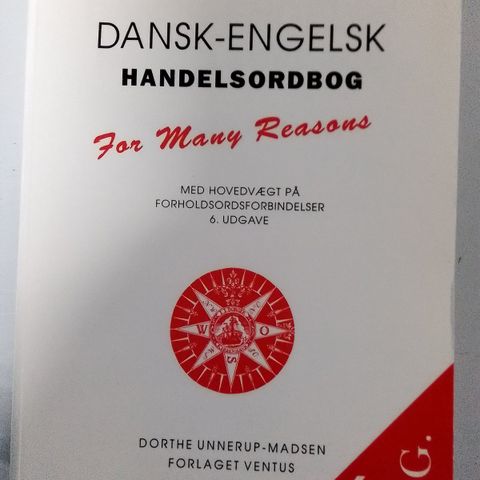 DANSK-ENGELSK
HANDELSORDBOG
For Many Reasons
MED HOVEDVÆGT PÅ
FORHOLDSORDSFORBINDELSER
6. UDGAVE
W O
DORTHE UNNERUP-MADSEN
FORLAGET VENTUS
G.